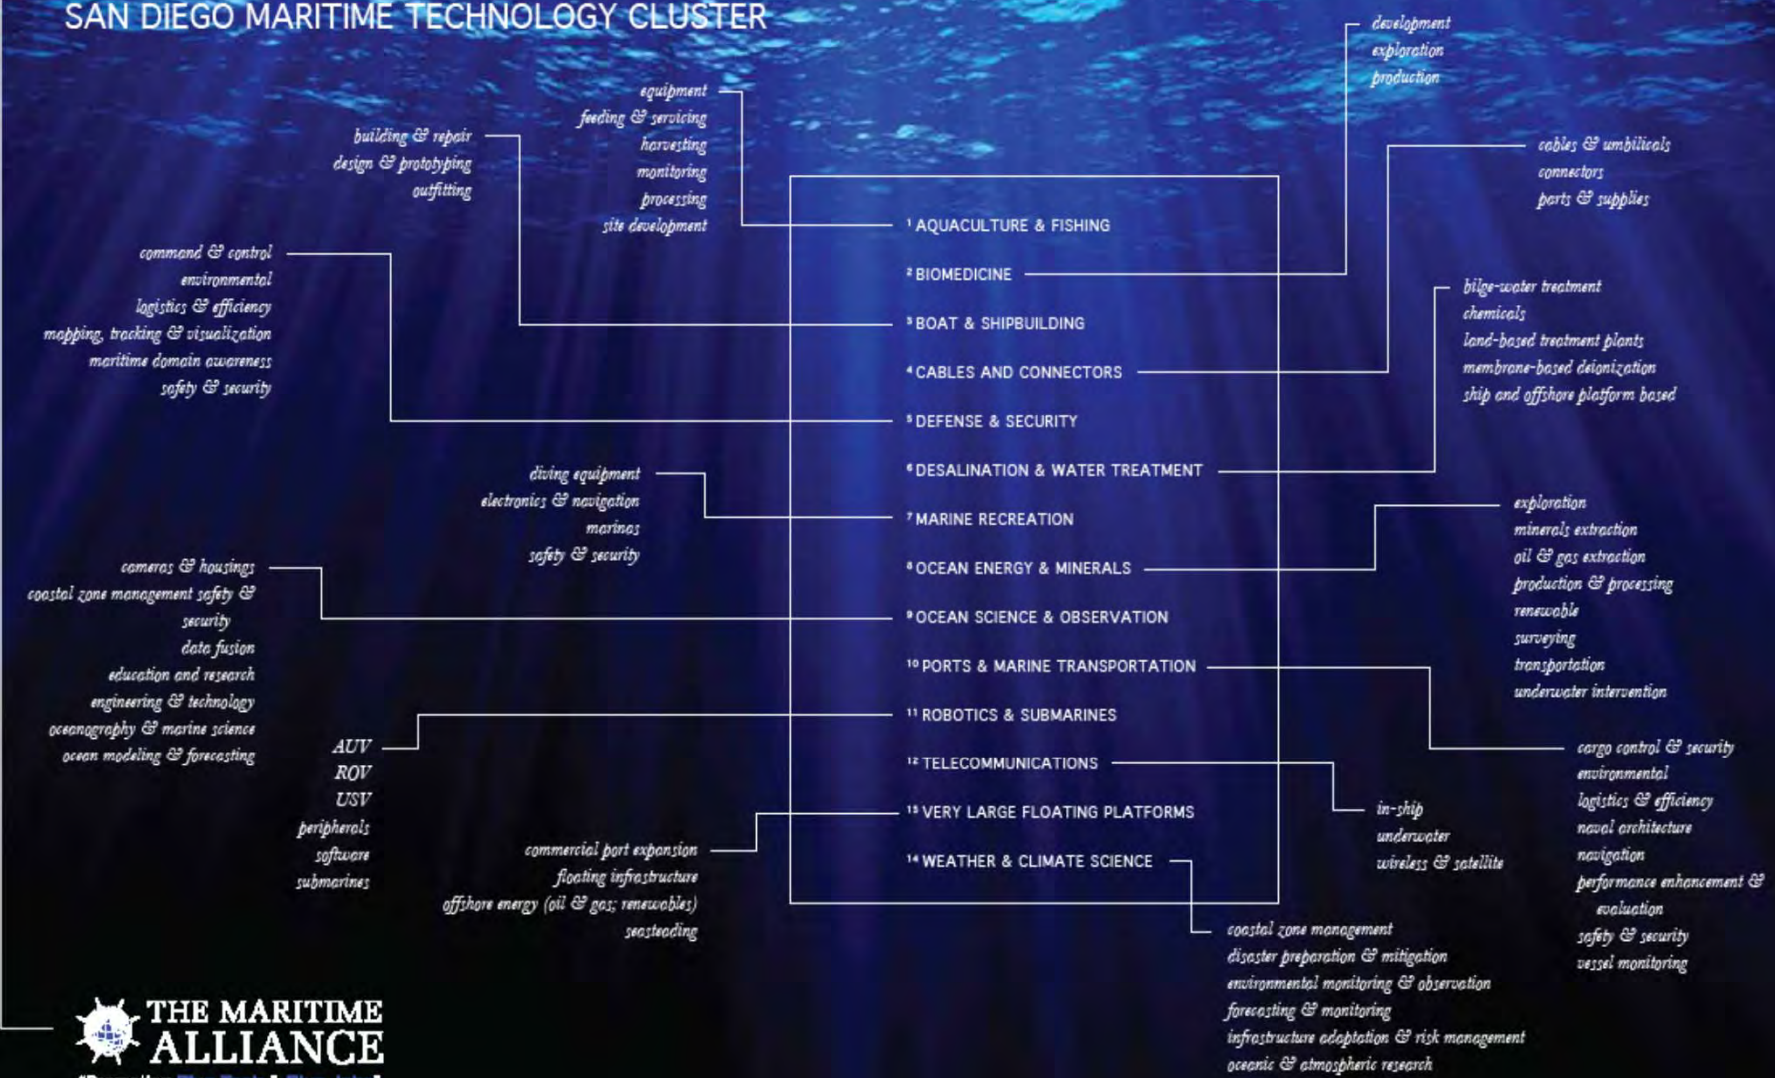 SAN DIEGO MARITIME TECHNOLOGY CLUSTER
development
exploration
production
equipment
feeding & servicing
harvesting
monitoring
processing
site development
building & repair
design & prototyping
outfitting
cables & umbilicals
connectors
parts & supplies
command & control
environmental
logistics & efficiency
mapping, tracking & visualization
maritime domain awareness
safety & security
bilge-water treatment
chemicals
land-based treatment plants
membrane-based deionization
ship and offshore platform based
1 AQUACULTURE & FISHING
2 BIOMEDICINE
3 BOAT & SHIPBUILDING
4 CABLES AND CONNECTORS
5 DEFENSE & SECURITY
6 DESALINATION & WATER TREATMENT
7 MARINE RECREATION
8 OCEAN ENERGY & MINERALS
9 OCEAN SCIENCE & OBSERVATION
10 PORTS & MARINE TRANSPORTATION
11 ROBOTICS & SUBMARINES
12 TELECOMMUNICATIONS
13 VERY LARGE FLOATING PLATFORMS
14 WEATHER & CLIMATE SCIENCE
diving equipment
electronics & navigation
marinas
safety & security
exploration
minerals extraction
oil & gas extraction
production & processing
renewable
surveying
transportation
underwater intervention
cameras & housings
coastal zone management safety &
security
data fusion
education and research
engineering & technology
oceanography & marine science
ocean modeling & forecasting
AUV
ROV
USV
peripherals
software
submarines
cargo control & security
environmental
logistics & efficiency
naval architecture
navigation
performance enhancement &
evaluation
safety & security
vessel monitoring
in-ship
underwater
wireless & satellite
commercial port expansion
floating infrastructure
offshore energy (oil & gas; renewables)
seasteading
coastal zone management
disaster preparation & mitigation
environmental monitoring & observation
forecasting & monitoring
infrastructure adaptation & risk management
oceanic & atmospheric research
THE MARITIME
ALLIANCE